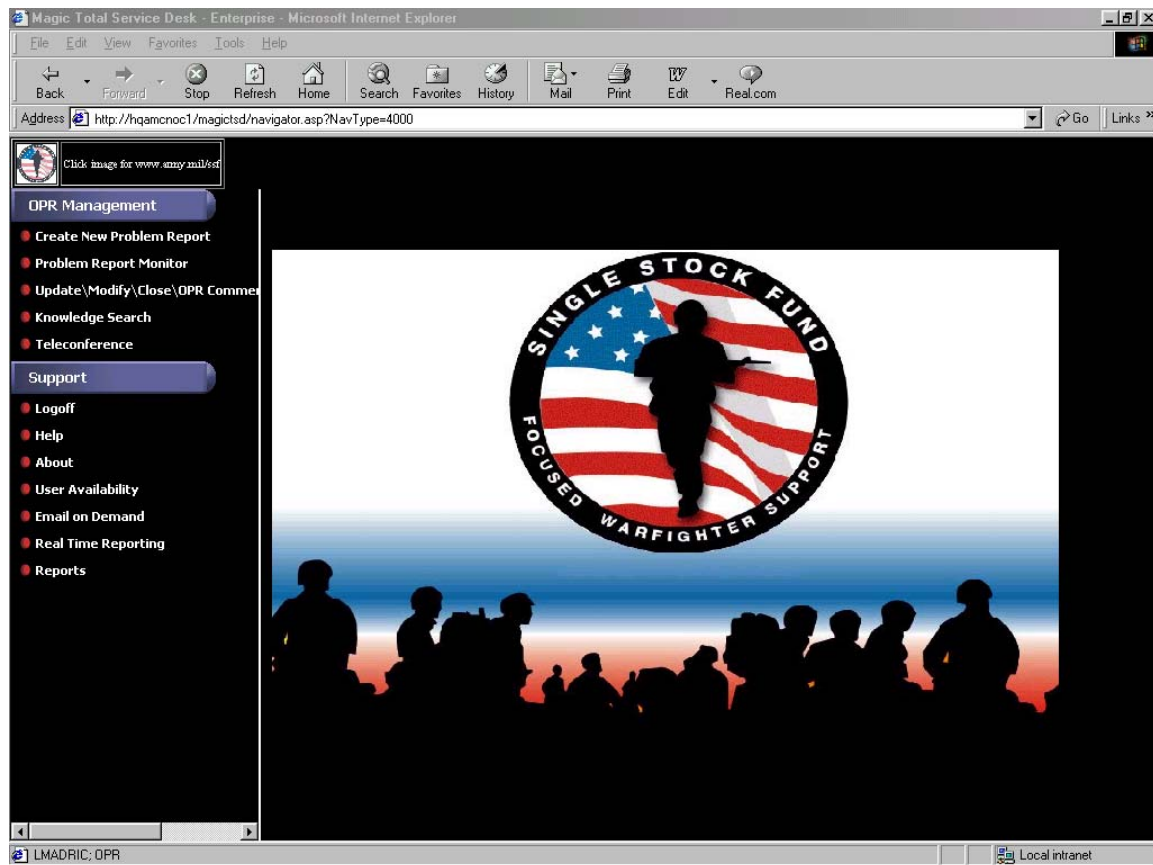 Magic Total Service Desk - Enterprise - Microsoft Internet Explorer
File Edit View Favorites Tools Help
Back Forward Stop Refresh Home Search Favorites History Mail Print Edit Real.com
Address http://hqamcnoc1/magictsd/navigator.asp?NavType=4000 Go Links »
Click image for www.army.mil/ssf
OPR Management
Create New Problem Report
Problem Report Monitor
Update\Modify\Close\OPR Commer
Knowledge Search
Teleconference
Support
Logoff
Help
About
User Availability
Email on Demand
Real Time Reporting
Reports
SINGLE STOCK FUND
FOCUSED WARFIGHTER SUPPORT
LMADRIC; OPR Local intranet